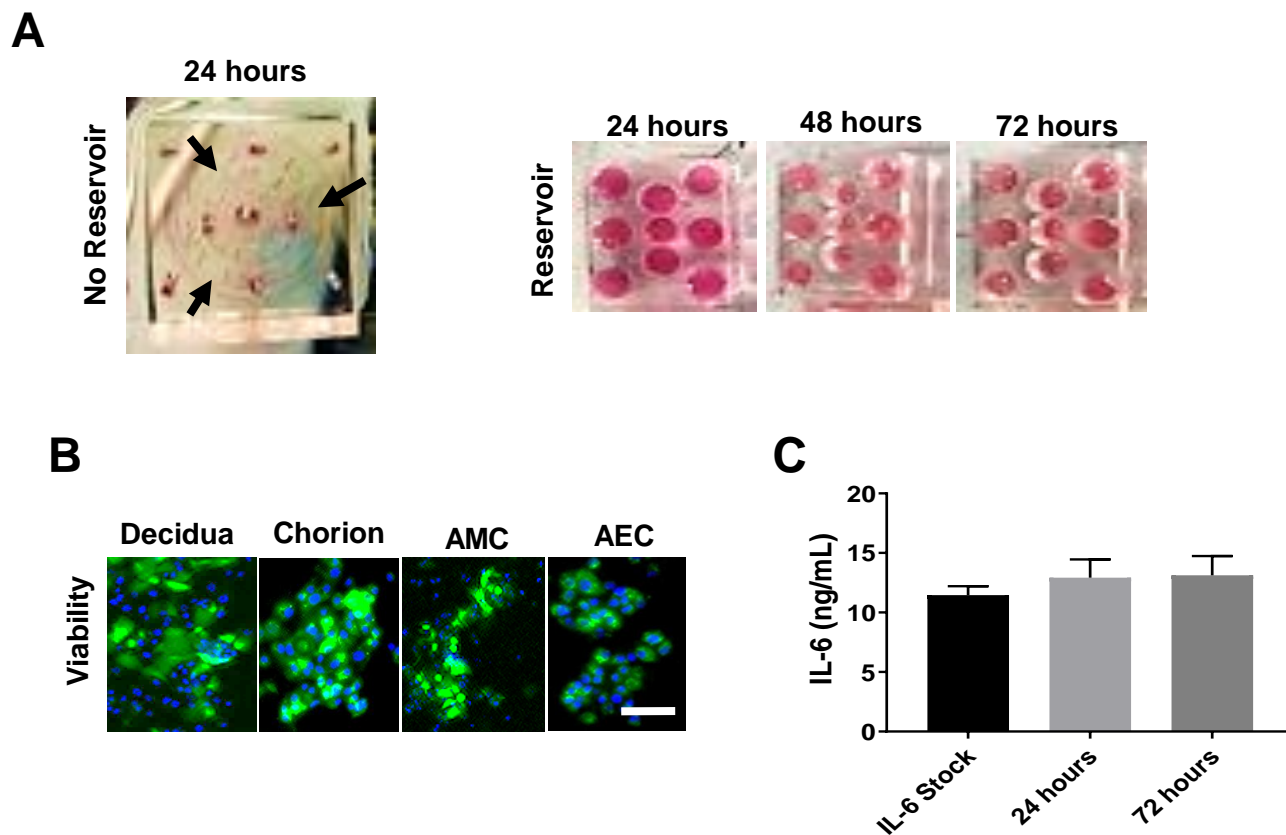 A
24 hours
No Reservoir
24 hours
48 hours
72 hours
Reservoir
B
Decidua
Chorion
AMC
AEC
Viability
C
20
15
10
5
0
IL-6 (ng/mL)
IL-6 Stock
24 hours
72 hours